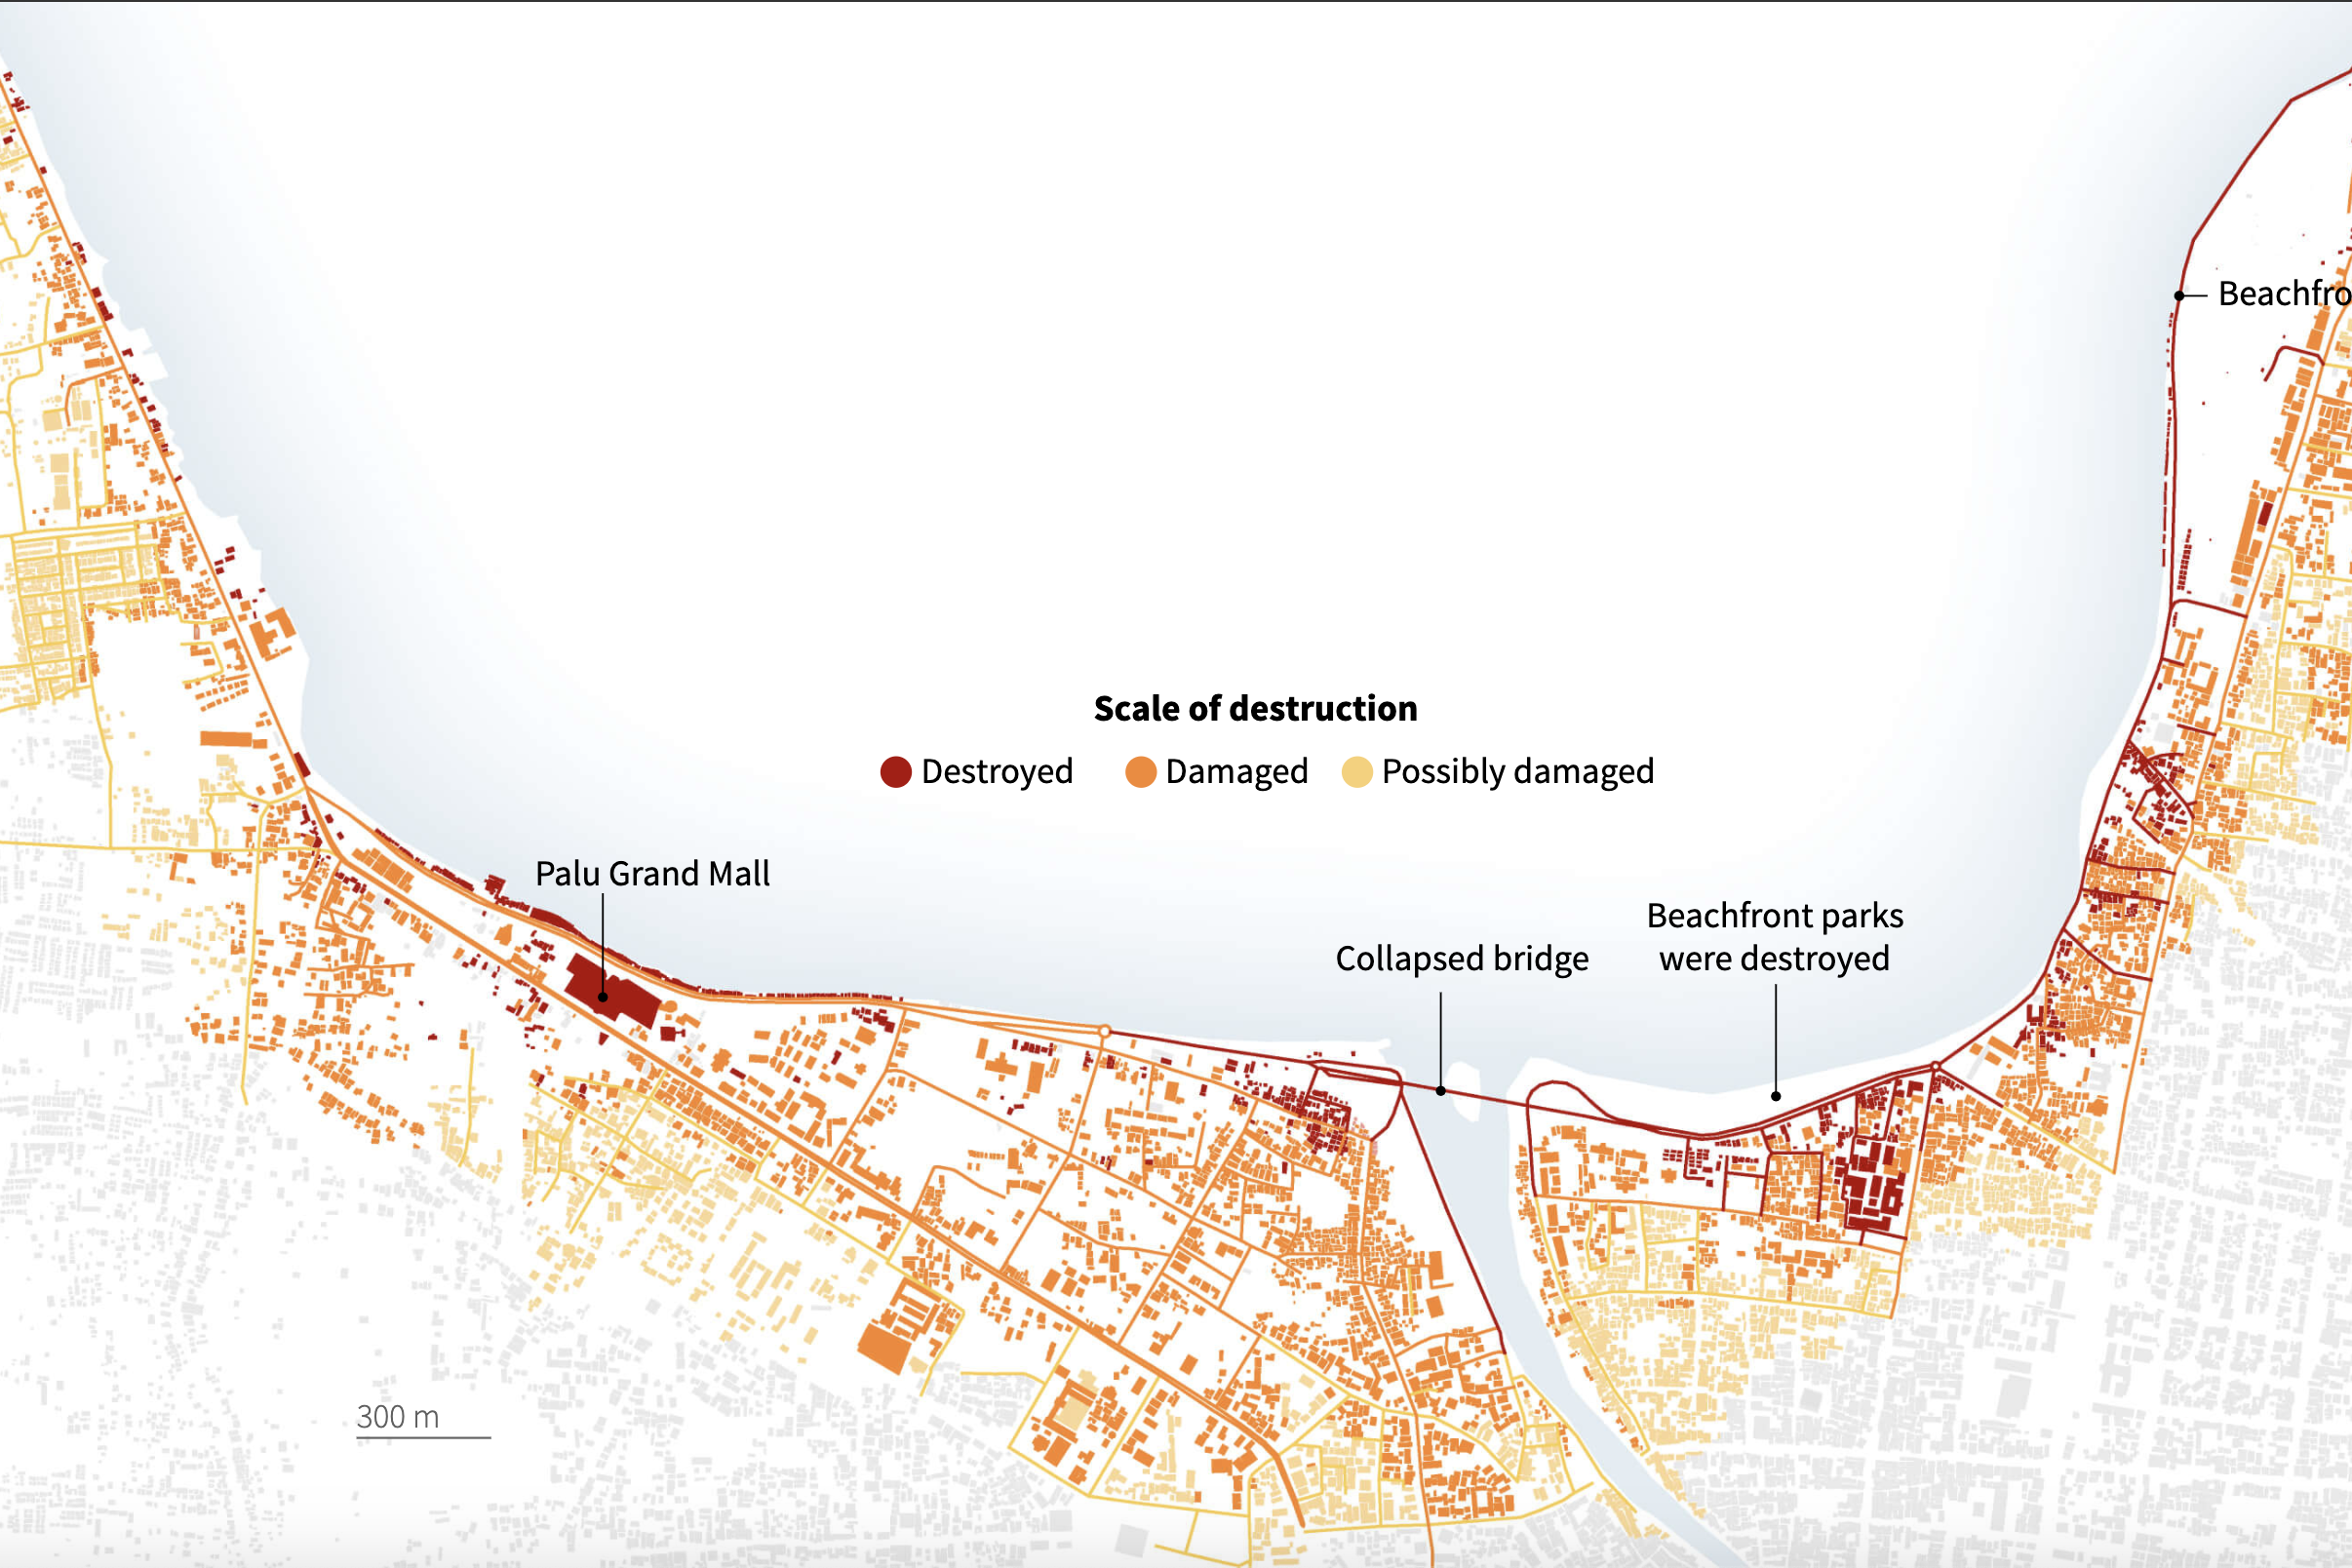 Beachfro
Scale of destruction
Destroyed
Damaged
Possibly damaged
Palu Grand Mall
Beachfront parks
were destroyed
Collapsed bridge
300 m